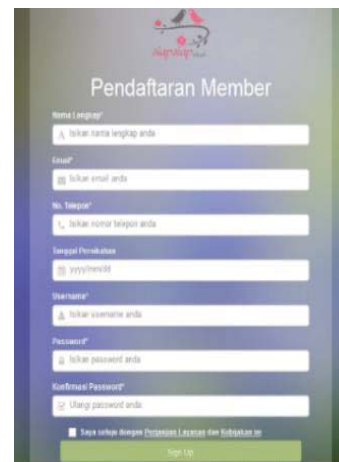 alapalap
Pendaftaran Member
Nama Lengkap*
Isikan nama lengkap anda
Email*
Isikan email anda
No. Telepon*
Isikan nomor telepon anda
Tanggal Pernikahan
yyyy/mm/dd
Username*
Isikan username anda
Password*
Isikan password anda
Konfirmasi Password*
Ulangi password anda
Saya setuju dengan Perjanjian Layanan dan Kebijakan
Sign Up